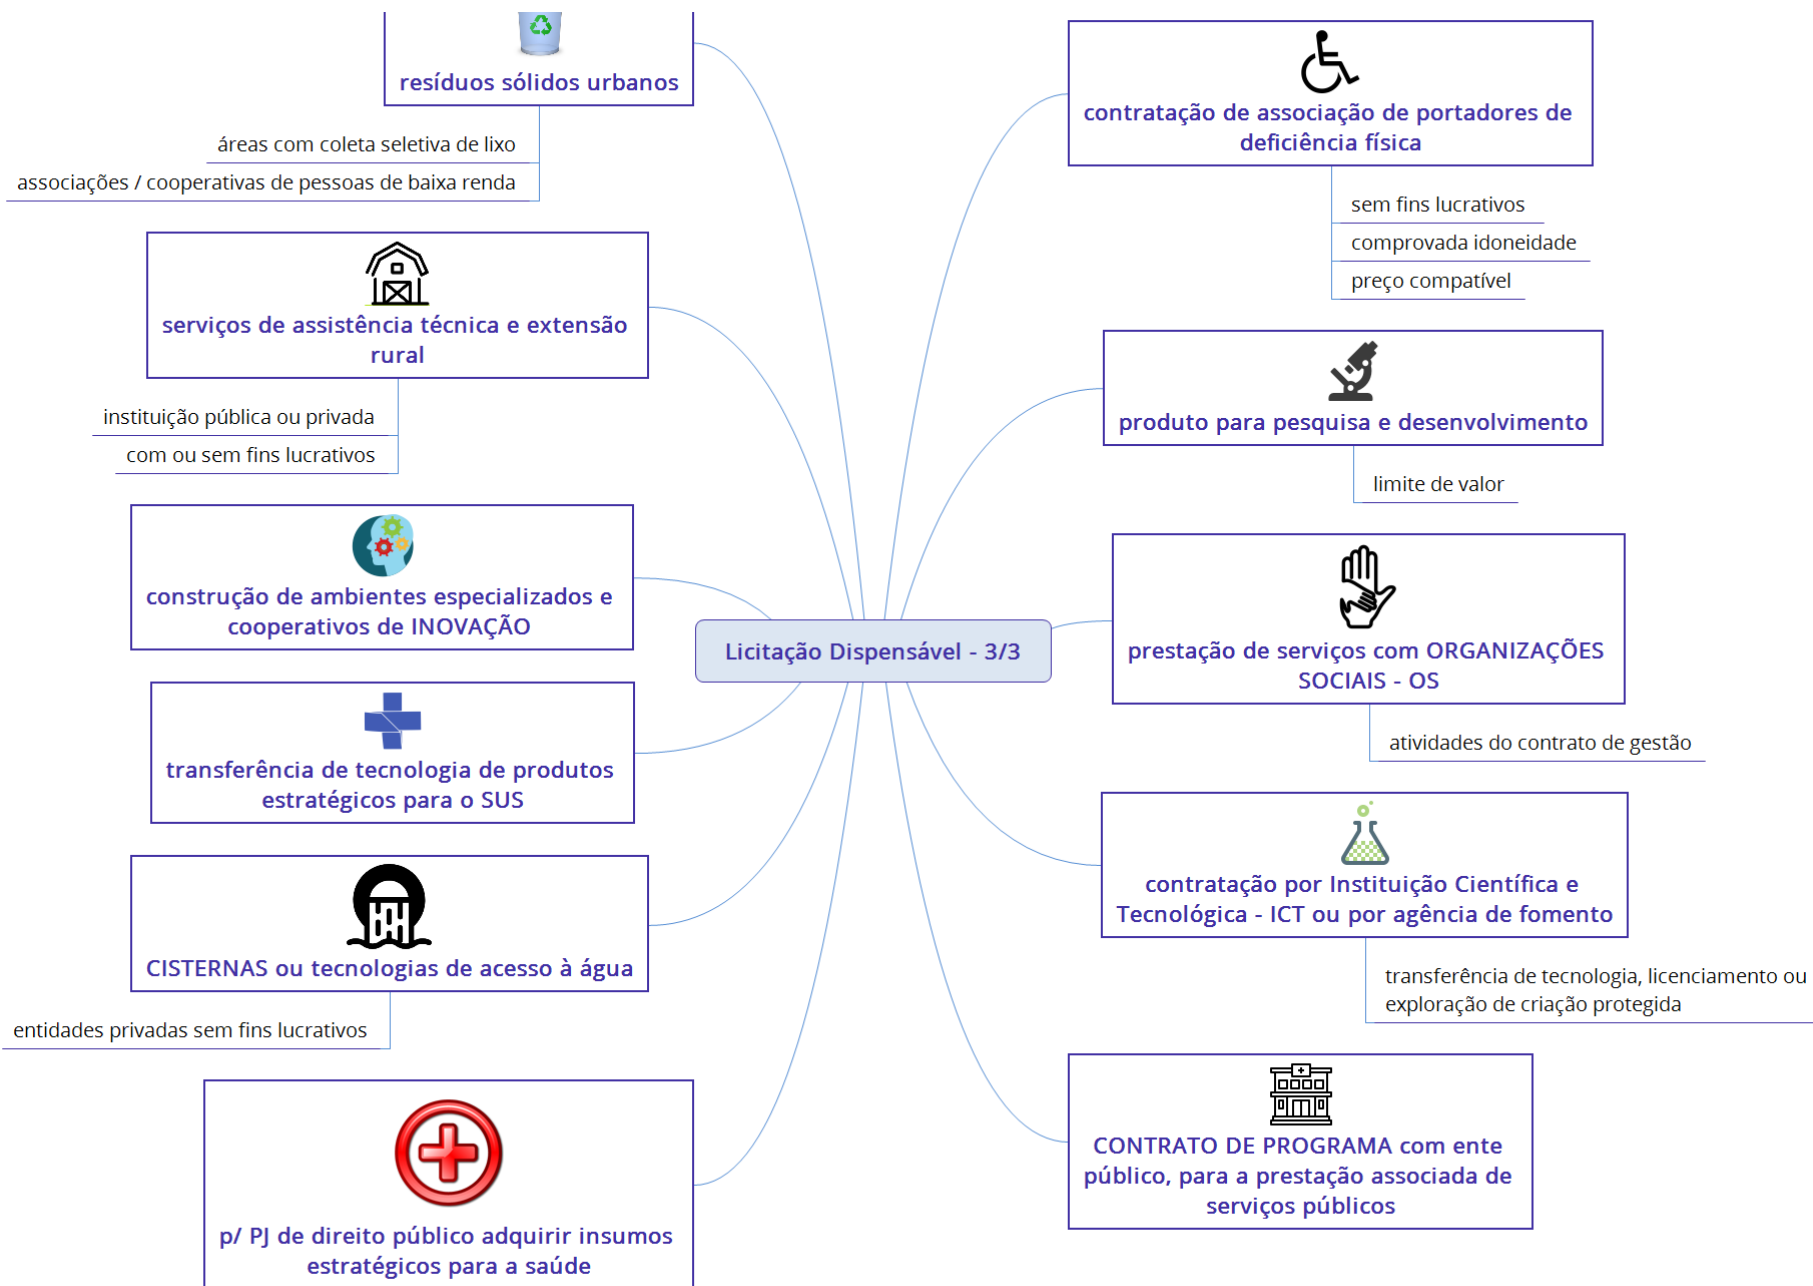 resíduos sólidos urbanos
áreas com coleta seletiva de lixo
associações / cooperativas de pessoas de baixa renda
serviços de assistência técnica e extensão
rural
instituição pública ou privada
com ou sem fins lucrativos
construção de ambientes especializados e
cooperativos de INOVAÇÃO
transferência de tecnologia de produtos
estratégicos para o SUS
CISTERNAS ou tecnologias de acesso à água
entidades privadas sem fins lucrativos
p/ PJ de direito público adquirir insumos
estratégicos para a saúde
Licitação Dispensável - 3/3
contratação de associação de portadores de
deficiência física
sem fins lucrativos
comprovada idoneidade
preço compatível
produto para pesquisa e desenvolvimento
limite de valor
prestação de serviços com ORGANIZAÇÕES
SOCIAIS - OS
atividades do contrato de gestão
contratação por Instituição Científica e
Tecnológica - ICT ou por agência de fomento
transferência de tecnologia, licenciamento ou
exploração de criação protegida
CONTRATO DE PROGRAMA com ente
público, para a prestação associada de
serviços públicos